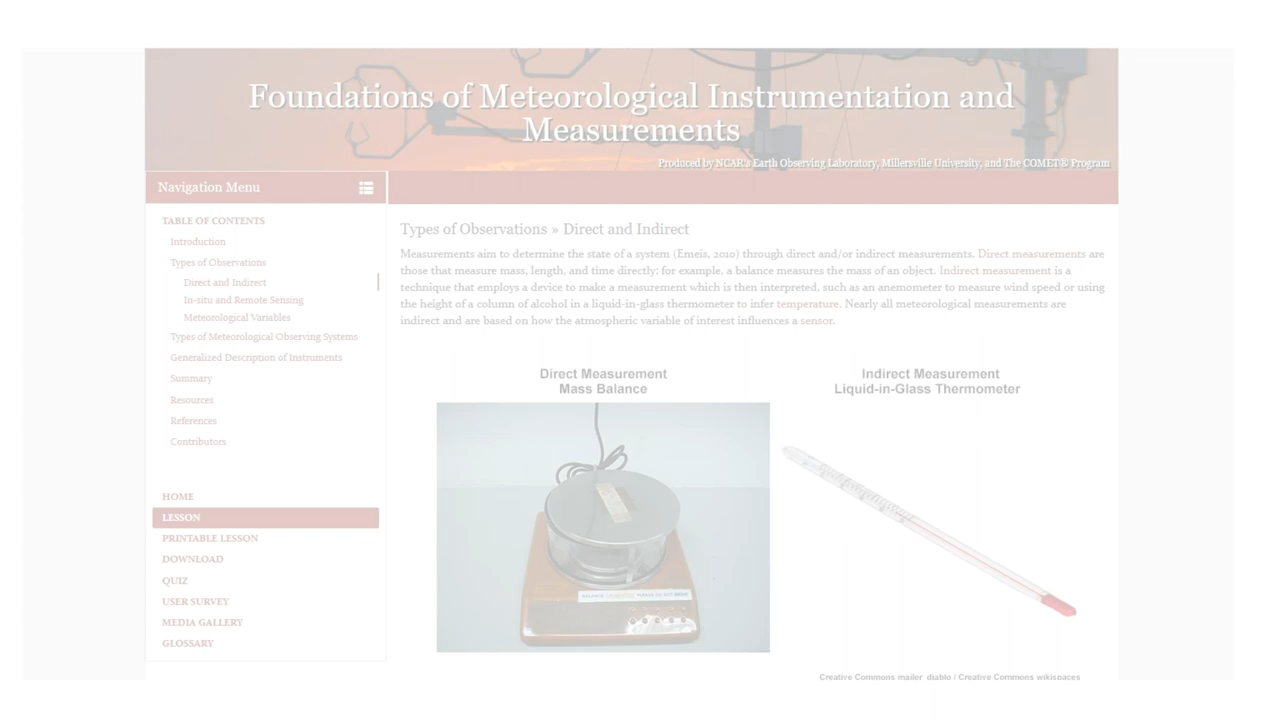 Foundations of Meteorological Instrumentation and
Measurements
Produced by NCAR's Earth Observing Laboratory, Millersville University, and The COMET® Program
Navigation Menu
TABLE OF CONTENTS
Introduction
Types of Observations
Direct and Indirect
In-situ and Remote Sensing
Meteorological Variables
Types of Meteorological Observing Systems
Generalized Description of Instruments
Summary
Resources
References
Contributors
HOME
LESSON
PRINTABLE LESSON
DOWNLOAD
QUIZ
USER SURVEY
MEDIA GALLERY
GLOSSARY
Types of Observations » Direct and Indirect
Measurements aim to determine the state of a system (Emeis, 2010) through direct and/or indirect measurements. Direct measurements are
those that measure mass, length, and time directly: for example, a balance measures the mass of an object. Indirect measurement is a
technique that employs a device to make a measurement which is then interpreted, such as an anemometer to measure wind speed or using
the height of a column of alcohol in a liquid-in-glass thermometer to infer temperature. Nearly all meteorological measurements are
indirect and are based on how the atmospheric variable of interest influences a sensor.
Direct Measurement
Mass Balance
Indirect Measurement
Liquid-in-Glass Thermometer
Creative Commons mailer_diablo / Creative Commons wikispaces